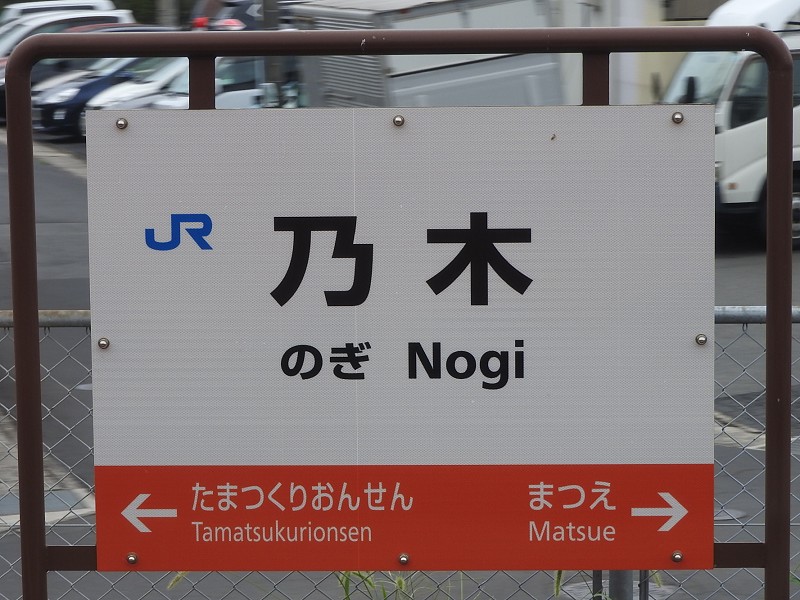 JR 乃木
のぎ Nogi
← たまつくりおんせん まつえ →
Tamatsukurionsen Matsue